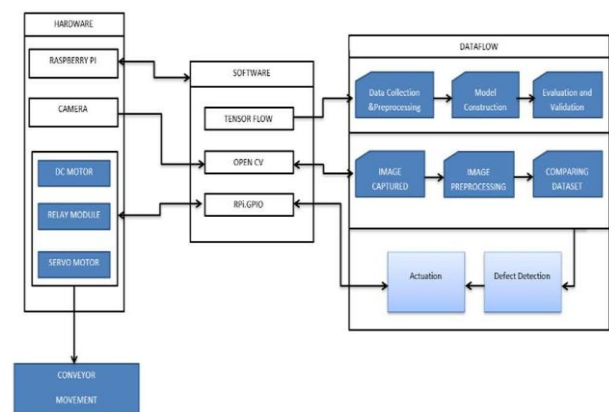 HARDWARE
RASPBERRY PI
CAMERA
DC MOTOR
RELAY MODULE
SERVO MOTOR
CONVEYOR
MOVEMENT
SOFTWARE
TENSOR FLOW
OPEN CV
RPi.GPIO
DATAFLOW
Data Collection
&Preprocessing
Model
Construction
Evaluation and
Validation
IMAGE
CAPTURED
IMAGE
PREPROCESSING
COMPARING
DATASET
Actuation
Defect Detection